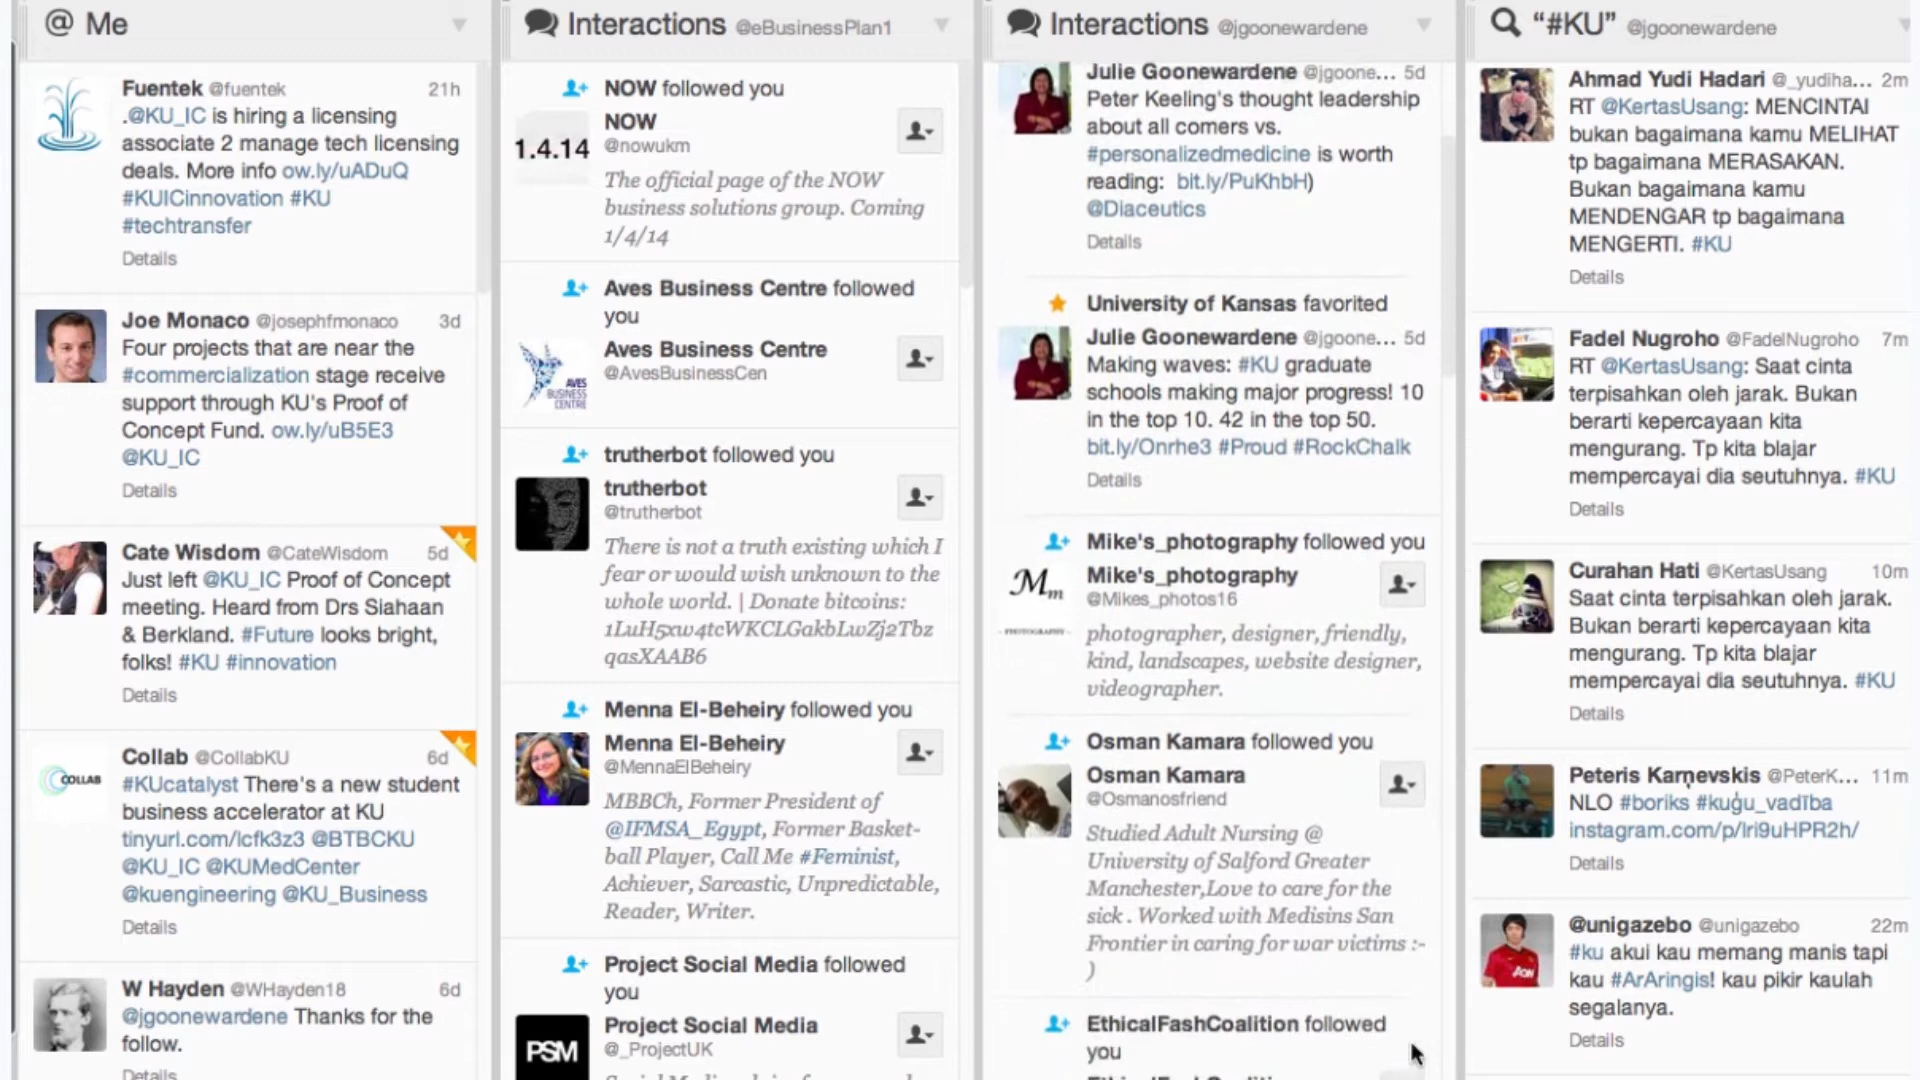 @ Me
Fuentek @fuentek 21h
.@KU_IC is hiring a licensing
associate 2 manage tech licensing
deals. More info ow.ly/uADuQ
#KUICinnovation #KU
#techtransfer
Details
Joe Monaco @josephfmonaco 3d
Four projects that are near the
#commercialization stage receive
support through KU's Proof of
Concept Fund. ow.ly/uB5E3
@KU_IC
Details
Cate Wisdom @CateWisdom 5d
Just left @KU_IC Proof of Concept
meeting. Heard from Drs Siahaan
& Berkland. #Future looks bright,
folks! #KU #innovation
Details
COLLAB
Collab @CollabKU 6d
#KUcatalyst There's a new student
business accelerator at KU
tinyurl.com/lcfk3z3 @BTBCKU
@KU_IC @KUMedCenter
@kuengineering @KU_Business
Details
W Hayden @WHayden18 6d
@jgoonewardene Thanks for the
follow.
Details
Interactions @eBusinessPlan1
NOW followed you
1.4.14
NOW
@nowukm
The official page of the NOW
business solutions group. Coming
1/4/14
Aves Business Centre followed
you
AVES
BUSINESS
CENTRE
Aves Business Centre
@AvesBusinessCen
trutherbot followed you
trutherbot
@trutherbot
There is not a truth existing which I
fear or would wish unknown to the
whole world. | Donate bitcoins:
1LuH5xw4tcWKCLGakbLwZj2Tbz
qasXAAB6
Menna El-Beheiry followed you
Menna El-Beheiry
@MennaElBeheiry
MBBCh, Former President of
@IFMSA_Egypt, Former Basket-
ball Player, Call Me #Feminist,
Achiever, Sarcastic, Unpredictable,
Reader, Writer.
Project Social Media followed
you
PSM
Project Social Media
@_ProjectUK
Interactions @jgoonewardene
Julie Goonewardene @jgoone... 5d
Peter Keeling's thought leadership
about all comers vs.
#personalizedmedicine is worth
reading: bit.ly/PuKhbH)
@Diaceutics
Details
University of Kansas favorited
Julie Goonewardene @jgoone... 5d
Making waves: #KU graduate
schools making major progress! 10
in the top 10. 42 in the top 50.
bit.ly/Onrhe3 #Proud #RockChalk
Details
Mike's_photography followed you
Mm
PHOTOGRAPHY
Mike's_photography
@Mikes_photos16
photographer, designer, friendly,
kind, landscapes, website designer,
videographer.
Osman Kamara followed you
Osman Kamara
@Osmanosfriend
Studied Adult Nursing @
University of Salford Greater
Manchester,Love to care for the
sick . Worked with Medisins San
Frontier in caring for war victims :-
)
EthicalFashCoalition followed
you
“#KU” @jgoonewardene
Ahmad Yudi Hadari @_yudiha... 2m
RT @KertasUsang: MENCINTAI
bukan bagaimana kamu MELIHAT
tp bagaimana MERASAKAN.
Bukan bagaimana kamu
MENDENGAR tp bagaimana
MENGERTI. #KU
Details
Fadel Nugroho @FadelNugroho 7m
RT @KertasUsang: Saat cinta
terpisahkan oleh jarak. Bukan
berarti kepercayaan kita
mengurang. Tp kita blajar
mempercayai dia seutuhnya. #KU
Details
Curahan Hati @KertasUsang 10m
Saat cinta terpisahkan oleh jarak.
Bukan berarti kepercayaan kita
mengurang. Tp kita blajar
mempercayai dia seutuhnya. #KU
Details
Peteris Karņevskis @PeterK... 11m
NLO #boriks #kuģu_vadība
instagram.com/p/lri9uHPR2h/
Details
AON
@unigazebo @unigazebo 22m
#ku akui kau memang manis tapi
kau #ArAringis! kau pikir kaulah
segalanya.
Details